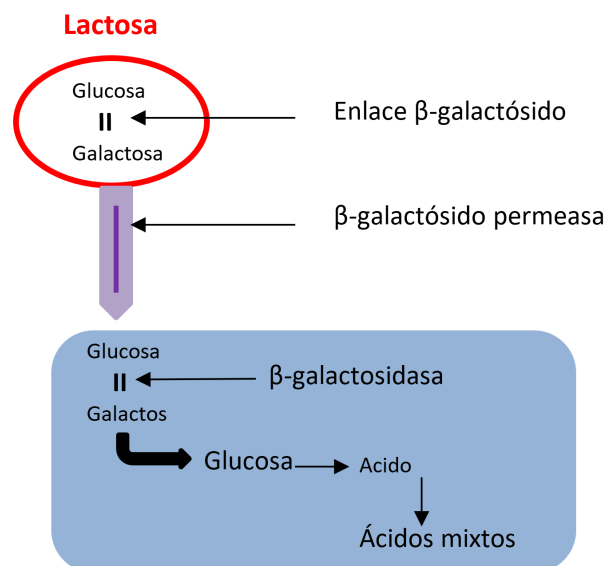 Lactosa
Glucosa
Enlace β-galactósido
Galactosa
β-galactósido permeasa
Glucosa
β-galactosidasa
Galactos
Glucosa
Acido
Ácidos mixtos